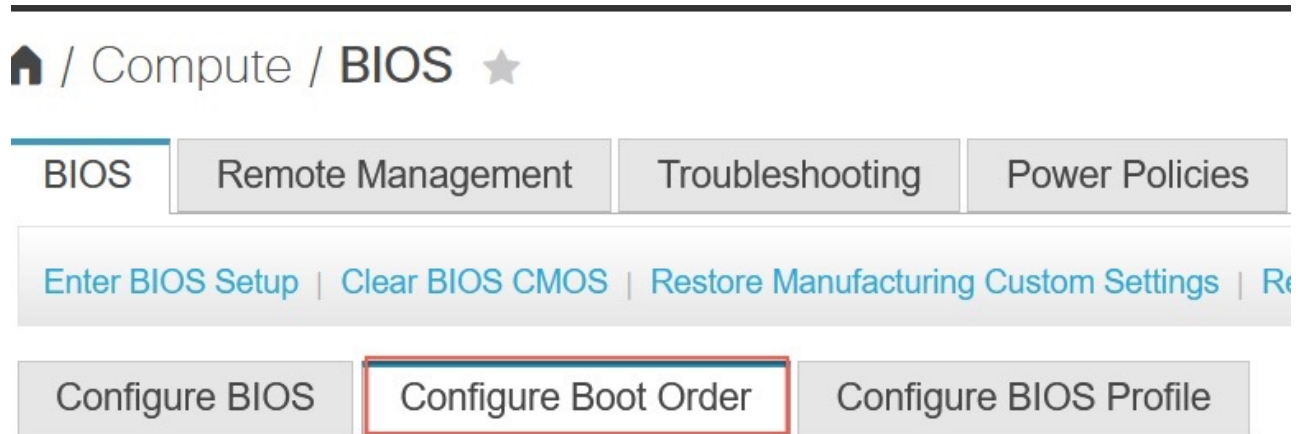 / Compute / BIOS
BIOS Remote Management Troubleshooting Power Policies
Enter BIOS Setup | Clear BIOS CMOS | Restore Manufacturing Custom Settings |
Configure BIOS Configure Boot Order Configure BIOS Profile